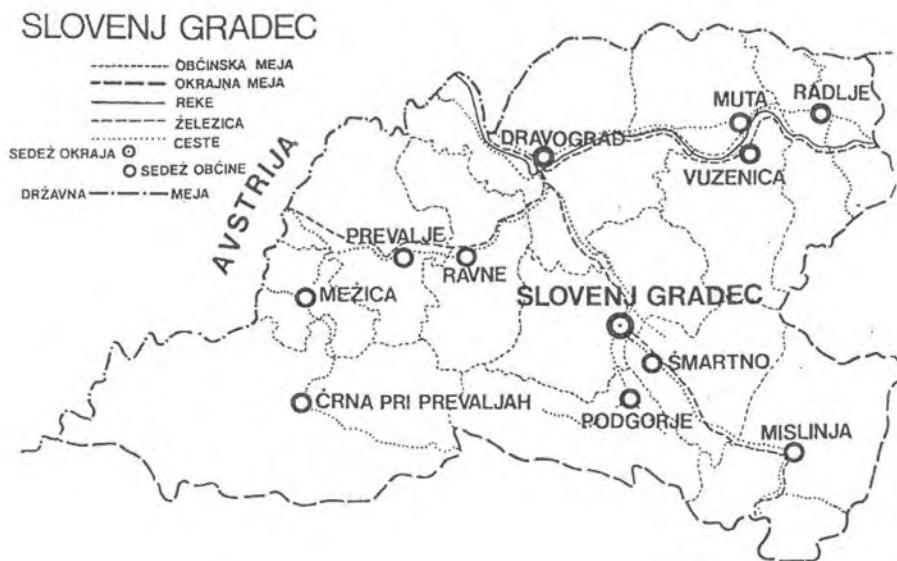 SLOVENJ GRADEC
OBČINSKA MEJA
OKRAJNA MEJA
REKE
ŽELEZICA
CESTE
SEDEŽ OKRAJA
SEDEŽ OBČINE
DRŽAVNA MEJA
AVSTRIJA
DRAVOGRAD
MUTA
RADLJE
VUZENICA
PREVALJE
RAVNE
MEŽICA
SLOVENJ GRADEC
ŠMARTNO
ČRNA PRI PREVALJAH
PODGORJE
MISLINJA